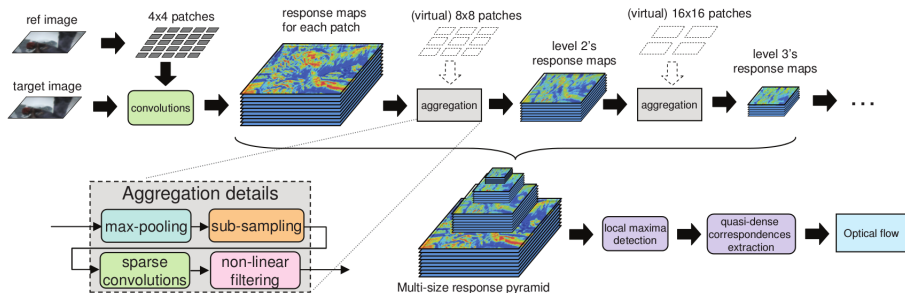 ref image
4x4 patches
response maps
for each patch
(virtual) 8x8 patches
(virtual) 16x16 patches
level 2's
response maps
level 3's
response maps
target image
convolutions
aggregation
aggregation
...
Aggregation details
max-pooling
sub-sampling
sparse
convolutions
non-linear
filtering
Multi-size response pyramid
local maxima
detection
quasi-dense
correspondences
extraction
Optical flow